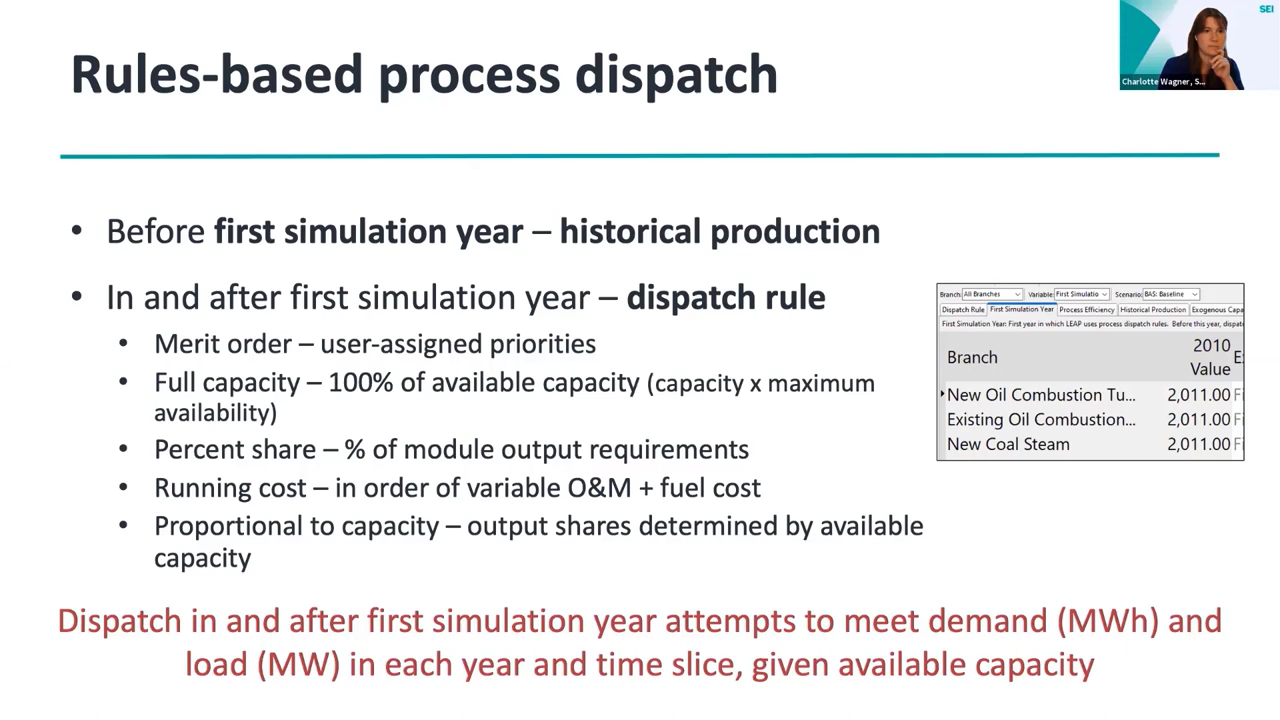 SEI
Charlotte Wagner, S...
Rules-based process dispatch
• Before first simulation year – historical production
• In and after first simulation year – dispatch rule
• Merit order – user-assigned priorities
• Full capacity – 100% of available capacity (capacity x maximum
availability)
• Percent share – % of module output requirements
• Running cost – in order of variable O&M + fuel cost
• Proportional to capacity – output shares determined by available
capacity
Branch: All Branches Variable: First Simulatio Scenario: BAS: Baseline
Dispatch Rule First Simulation Year Process Efficiency Historical Production Exogenous Capa
First Simulation Year: First year in which LEAP uses process dispatch rules. Before this year, dispat
Branch 2010
Value E
New Oil Combustion Tu... 2,011.00 Fi
Existing Oil Combustion... 2,011.00 Fi
New Coal Steam 2,011.00 Fi
Dispatch in and after first simulation year attempts to meet demand (MWh) and
load (MW) in each year and time slice, given available capacity